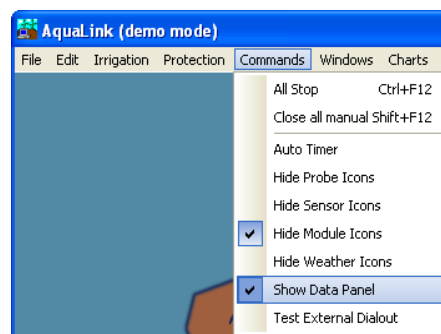 AquaLink (demo mode)
File Edit Irrigation Protection Commands Windows Charts
All Stop Ctrl+F12
Close all manual Shift+F12
Auto Timer
Hide Probe Icons
Hide Sensor Icons
Hide Module Icons
Hide Weather Icons
Show Data Panel
Test External Dialout